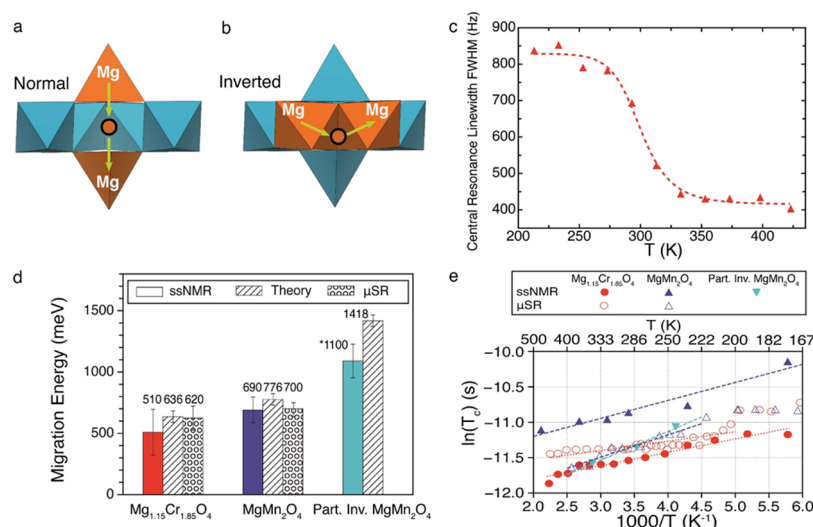 a
Normal
Mg
Mg
b
Inverted
Mg
Mg
c
Central Resonance Linewidth FWHM (Hz)
900
800
700
600
500
400
200 250 300 350 400
T (K)
d
ssNMR Theory μSR
Migration Energy (meV)
1500
1000
500
0
510 636 620
690 776 700
*1100 1418
Mg1.15Cr1.85O4 MgMn2O4 Part. Inv. MgMn2O4
e
Mg1.15Cr1.85O4 MgMn2O4 Part. Inv. MgMn2O4
ssNMR
μSR
T (K)
500 400 333 286 250 222 200 182 167
ln(Tc) (s)
−10.0
−10.5
−11.0
−11.5
−12.0
2.0 2.5 3.0 3.5 4.0 4.5 5.0 5.5 6.0
1000/T (K-1)